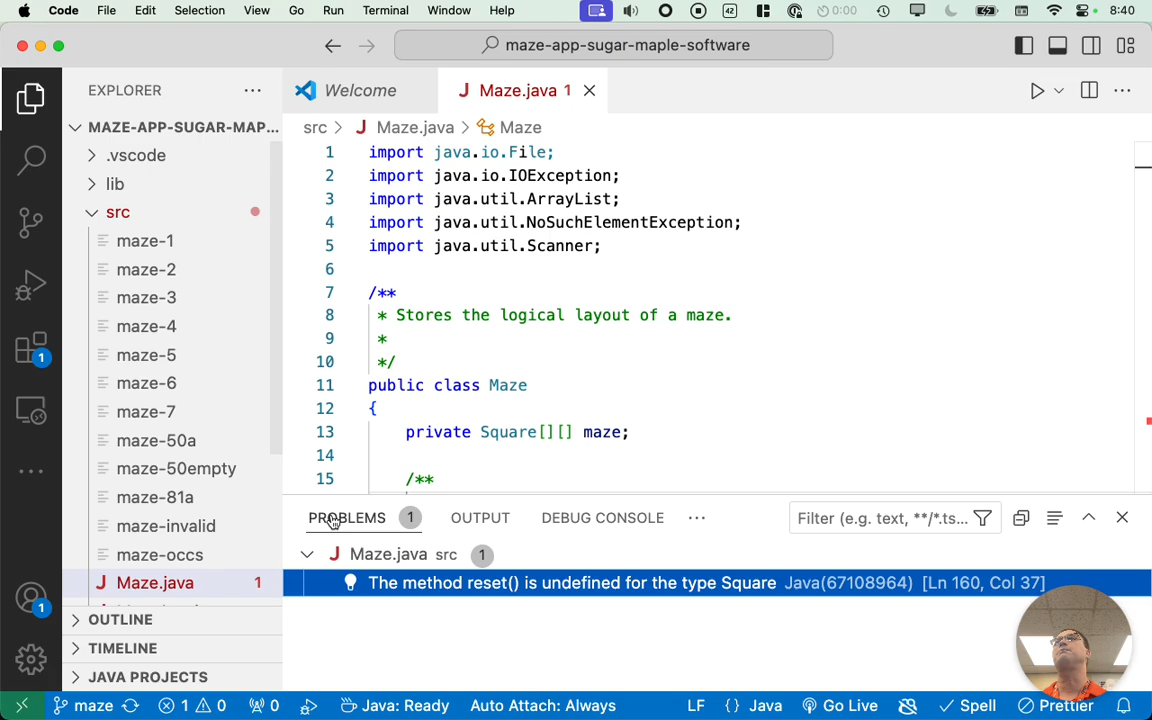 Code File Edit Selection View Go Run Terminal Window Help 42 0:00 8:40
maze-app-sugar-maple-software
EXPLORER
Welcome
J Maze.java 1
src > J Maze.java > Maze
MAZE-APP-SUGAR-MAP...
.vscode
lib
src
maze-1
maze-2
maze-3
maze-4
maze-5
maze-6
maze-7
maze-50a
maze-50empty
maze-81a
maze-invalid
maze-occs
J Maze.java 1
OUTLINE
TIMELINE
JAVA PROJECTS
1
1
1 import java.io.File;
2 import java.io.IOException;
3 import java.util.ArrayList;
4 import java.util.NoSuchElementException;
5 import java.util.Scanner;
6
7 /**
8 * Stores the logical layout of a maze.
9 *
10 */
11 public class Maze
12 {
13 private Square[][] maze;
14
15 /**
PROBLEMS 1 OUTPUT DEBUG CONSOLE ... Filter (e.g. text, **/*.ts...
J Maze.java src 1
The method reset() is undefined for the type Square Java(67108964) [Ln 160, Col 37]
maze 1 0 0 Java: Ready Auto Attach: Always LF {} Java Go Live Spell Prettier